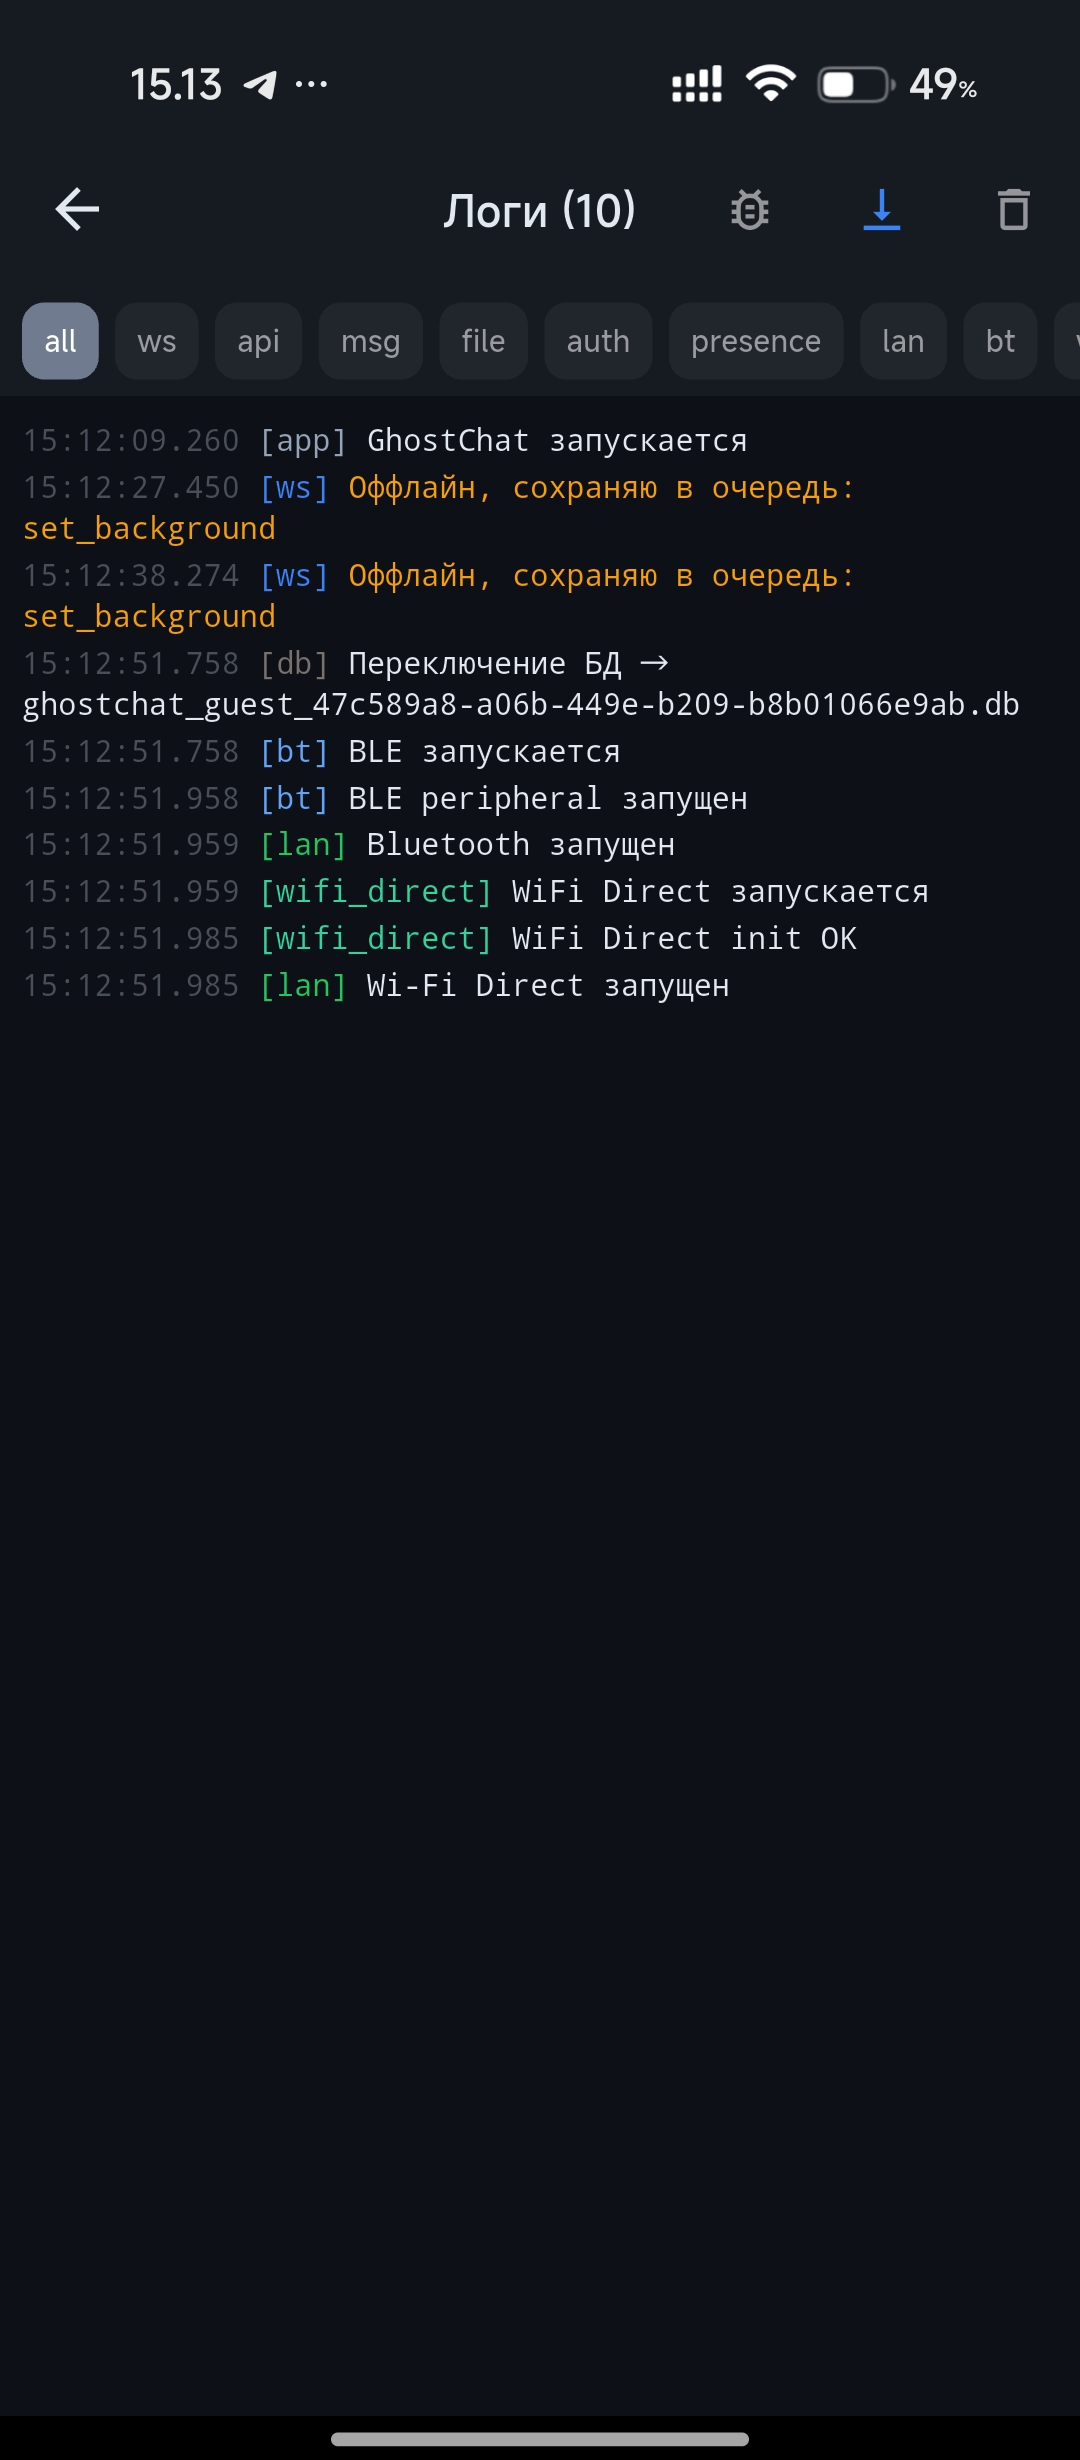 15.13 ... 49%
Логи (10)
all ws api msg file auth presence lan bt
15:12:09.260 [app] GhostChat запускается
15:12:27.450 [ws] Оффлайн, сохраняю в очередь:
set_background
15:12:38.274 [ws] Оффлайн, сохраняю в очередь:
set_background
15:12:51.758 [db] Переключение БД →
ghostchat_guest_47c589a8-a06b-449e-b209-b8b01066e9ab.db
15:12:51.758 [bt] BLE запускается
15:12:51.958 [bt] BLE peripheral запущен
15:12:51.959 [lan] Bluetooth запущен
15:12:51.959 [wifi_direct] WiFi Direct запускается
15:12:51.985 [wifi_direct] WiFi Direct init OK
15:12:51.985 [lan] Wi-Fi Direct запущен